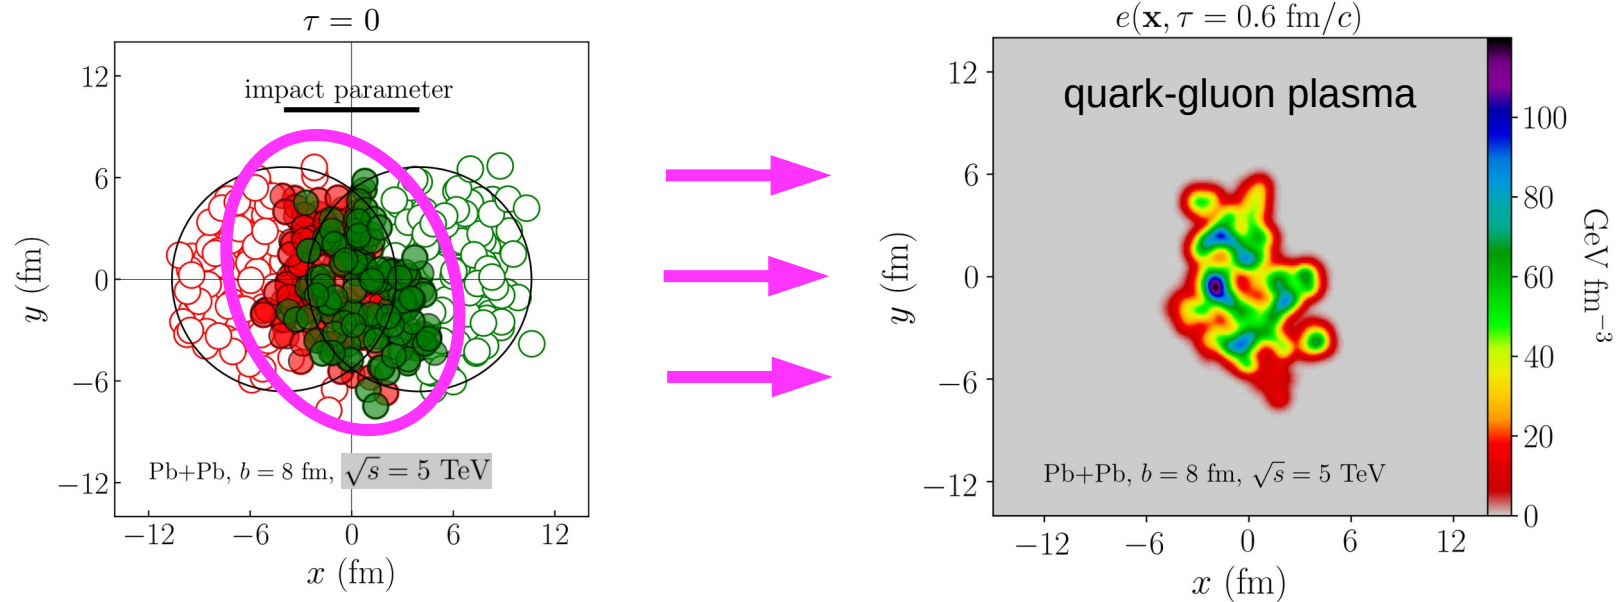 τ = 0
impact parameter
12
6
0
−6
−12
y (fm)
Pb+Pb, b = 8 fm, √s = 5 TeV
−12 −6 0 6 12
x (fm)
e(x, τ = 0.6 fm/c)
quark-gluon plasma
12
6
0
−6
−12
y (fm)
Pb+Pb, b = 8 fm, √s = 5 TeV
−12 −6 0 6 12
x (fm)
100
80
60
40
20
0
GeV fm⁻³